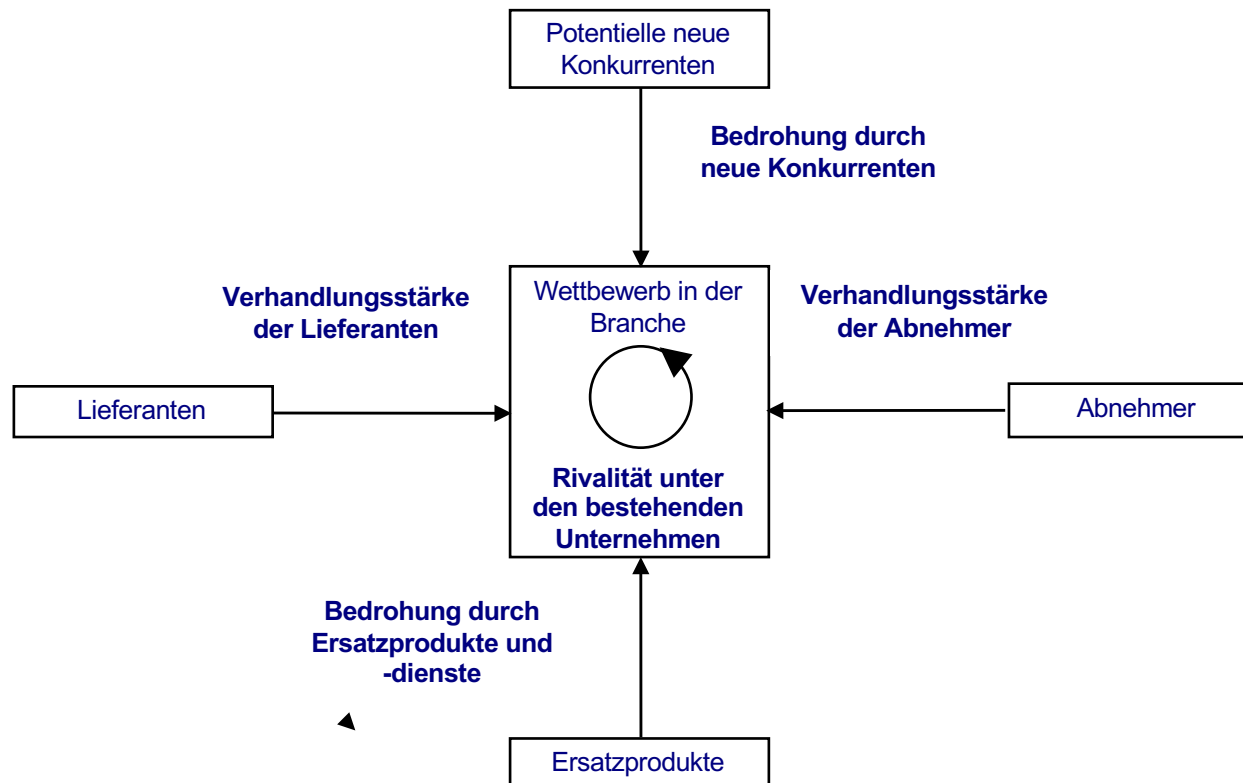 Potentielle neue
Konkurrenten
Bedrohung durch
neue Konkurrenten
Verhandlungsstärke
der Lieferanten
Wettbewerb in der
Branche
Verhandlungsstärke
der Abnehmer
Lieferanten
Abnehmer
Rivalität unter
den bestehenden
Unternehmen
Bedrohung durch
Ersatzprodukte und
-dienste
Ersatzprodukte